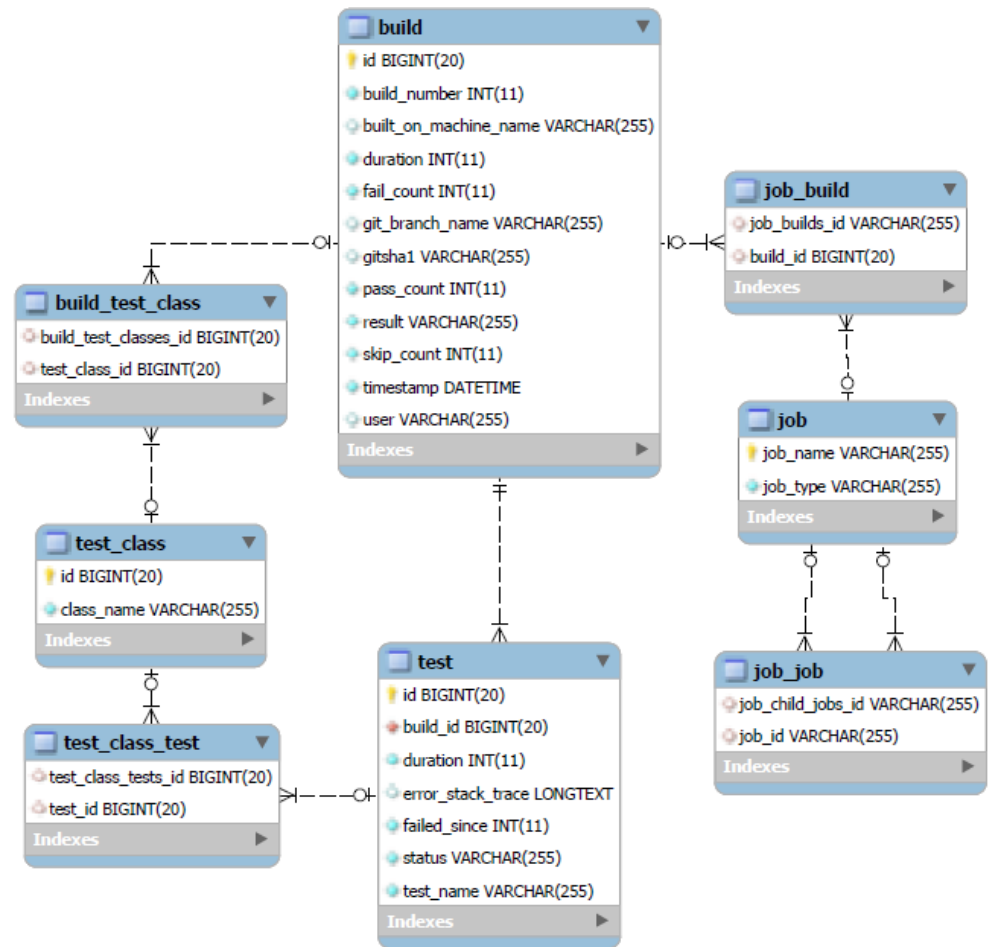 build
id BIGINT(20)
build_number INT(11)
built_on_machine_name VARCHAR(255)
duration INT(11)
fail_count INT(11)
git_branch_name VARCHAR(255)
gitsha1 VARCHAR(255)
pass_count INT(11)
result VARCHAR(255)
skip_count INT(11)
timestamp DATETIME
user VARCHAR(255)
Indexes
job_build
job_builds_id VARCHAR(255)
build_id BIGINT(20)
Indexes
build_test_class
build_test_classes_id BIGINT(20)
test_class_id BIGINT(20)
Indexes
job
job_name VARCHAR(255)
job_type VARCHAR(255)
Indexes
test_class
id BIGINT(20)
class_name VARCHAR(255)
Indexes
test
id BIGINT(20)
build_id BIGINT(20)
duration INT(11)
error_stack_trace LONGTEXT
failed_since INT(11)
status VARCHAR(255)
test_name VARCHAR(255)
Indexes
job_job
job_child_jobs_id VARCHAR(255)
job_id VARCHAR(255)
Indexes
test_class_test
test_class_tests_id BIGINT(20)
test_id BIGINT(20)
Indexes